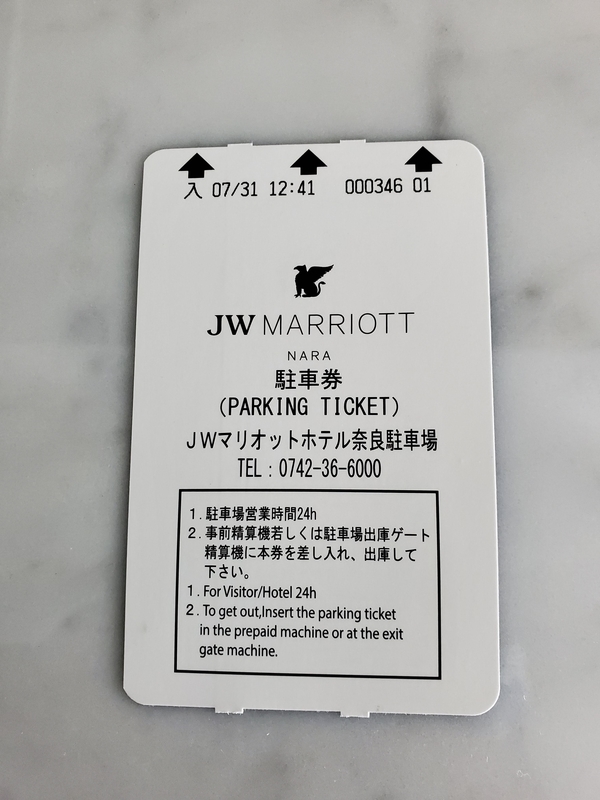 入 07/31 12:41 000346 01
JW MARRIOTT
NARA
駐車券
(PARKING TICKET)
JWマリオットホテル奈良駐車場
TEL：0742-36-6000
1．駐車場営業時間24h
2．事前精算機若しくは駐車場出庫ゲート
精算機に本券を差し入れ、出庫して
下さい。
1．For Visitor/Hotel 24h
2．To get out,Insert the parking ticket
in the prepaid machine or at the exit
gate machine.